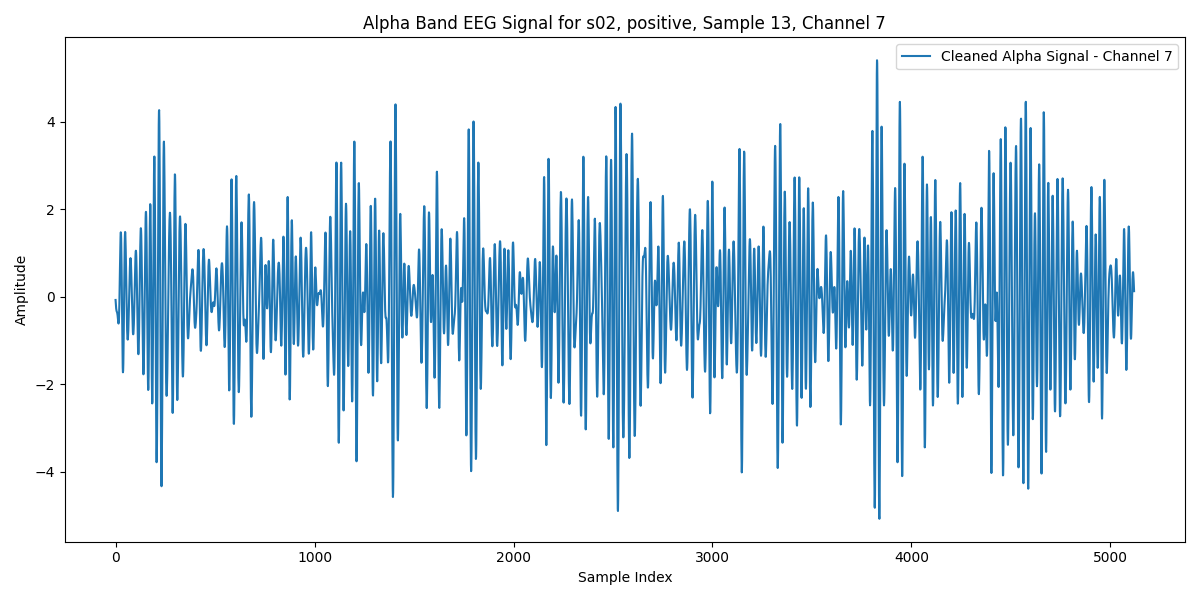 Alpha Band EEG Signal for s02, positive, Sample 13, Channel 7
Cleaned Alpha Signal - Channel 7
Amplitude
4
2
0
−2
−4
0 1000 2000 3000 4000 5000
Sample Index